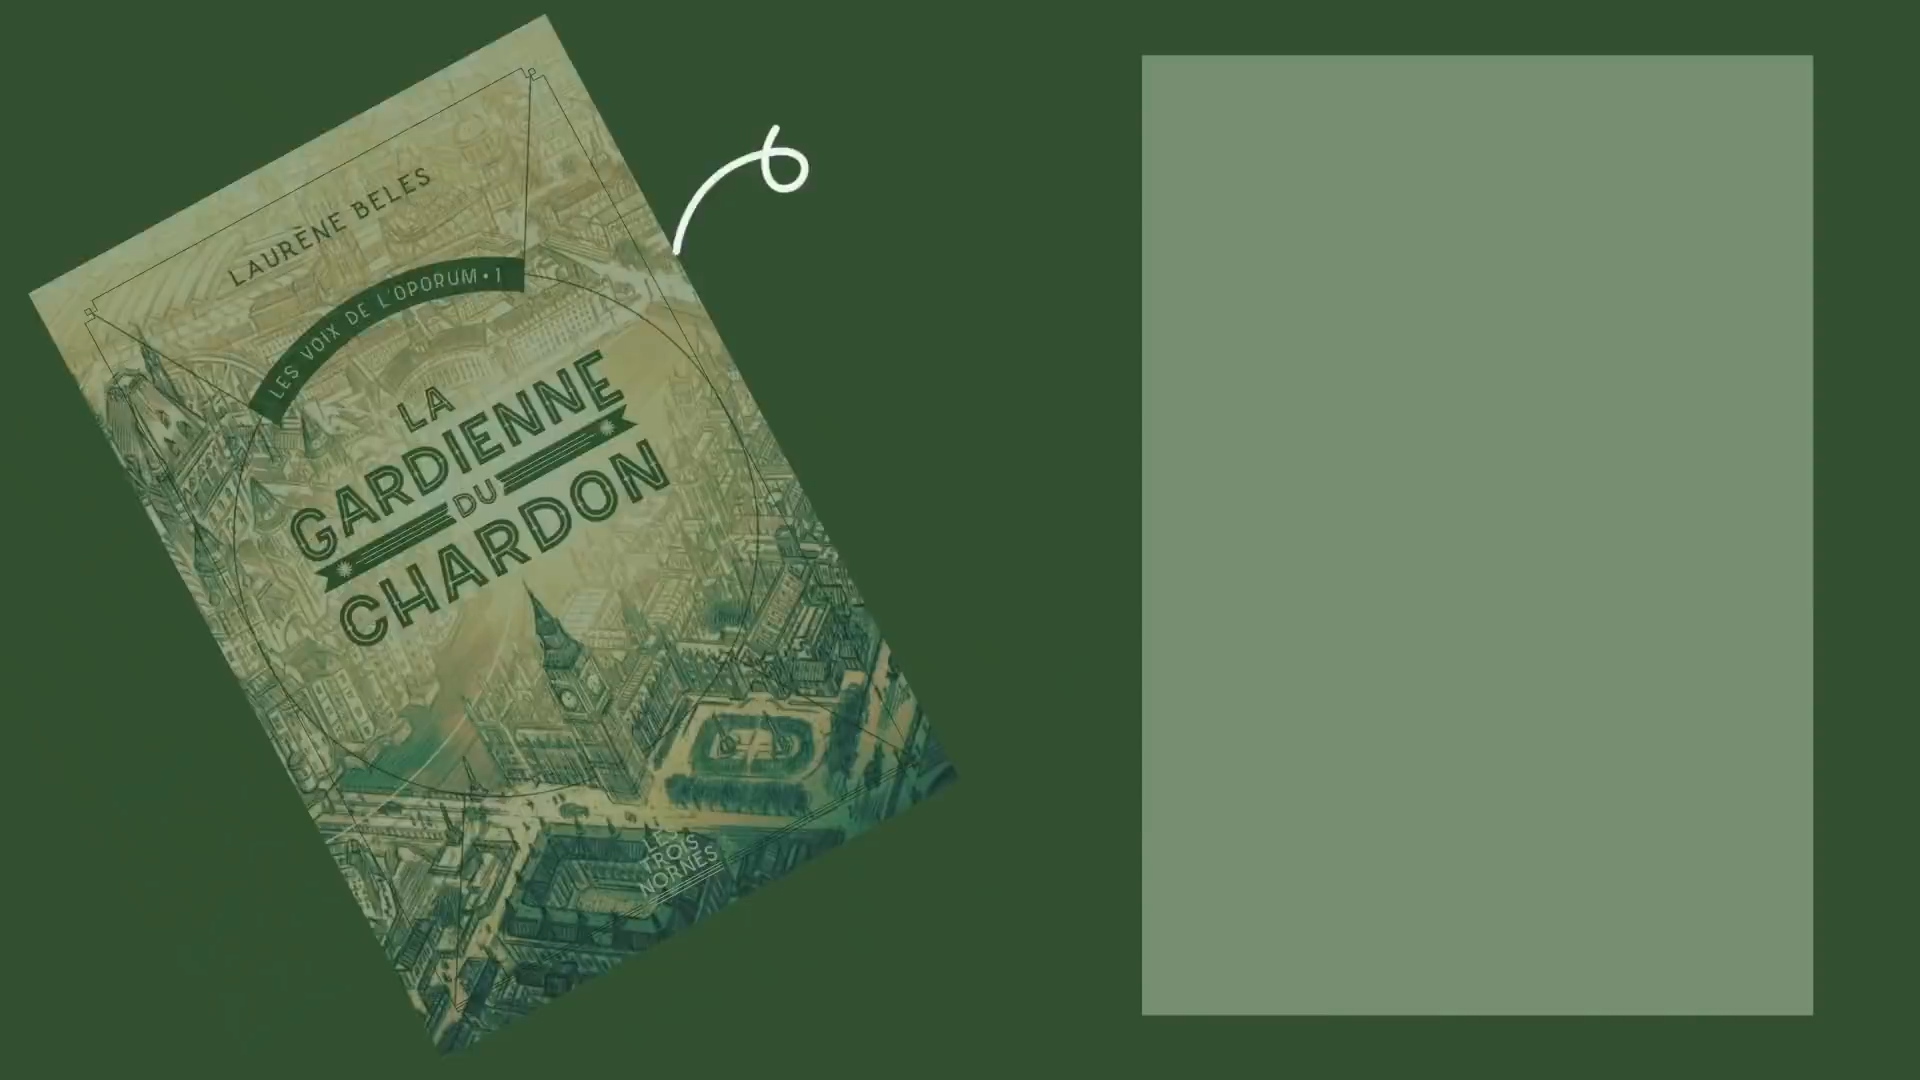 LAURÈNE BELES
LES VOIX DE L'OPORUM • 1
LA
GARDIENNE
DU
CHARDON
LES
TROIS
NORNES